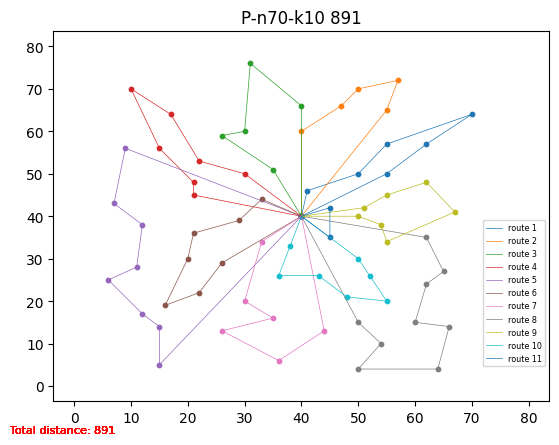 P-n70-k10 891
80
70
60
50
40
30
20
10
0
route 1
route 2
route 3
route 4
route 5
route 6
route 7
route 8
route 9
route 10
route 11
0 10 20 30 40 50 60 70 80
Total distance: 891